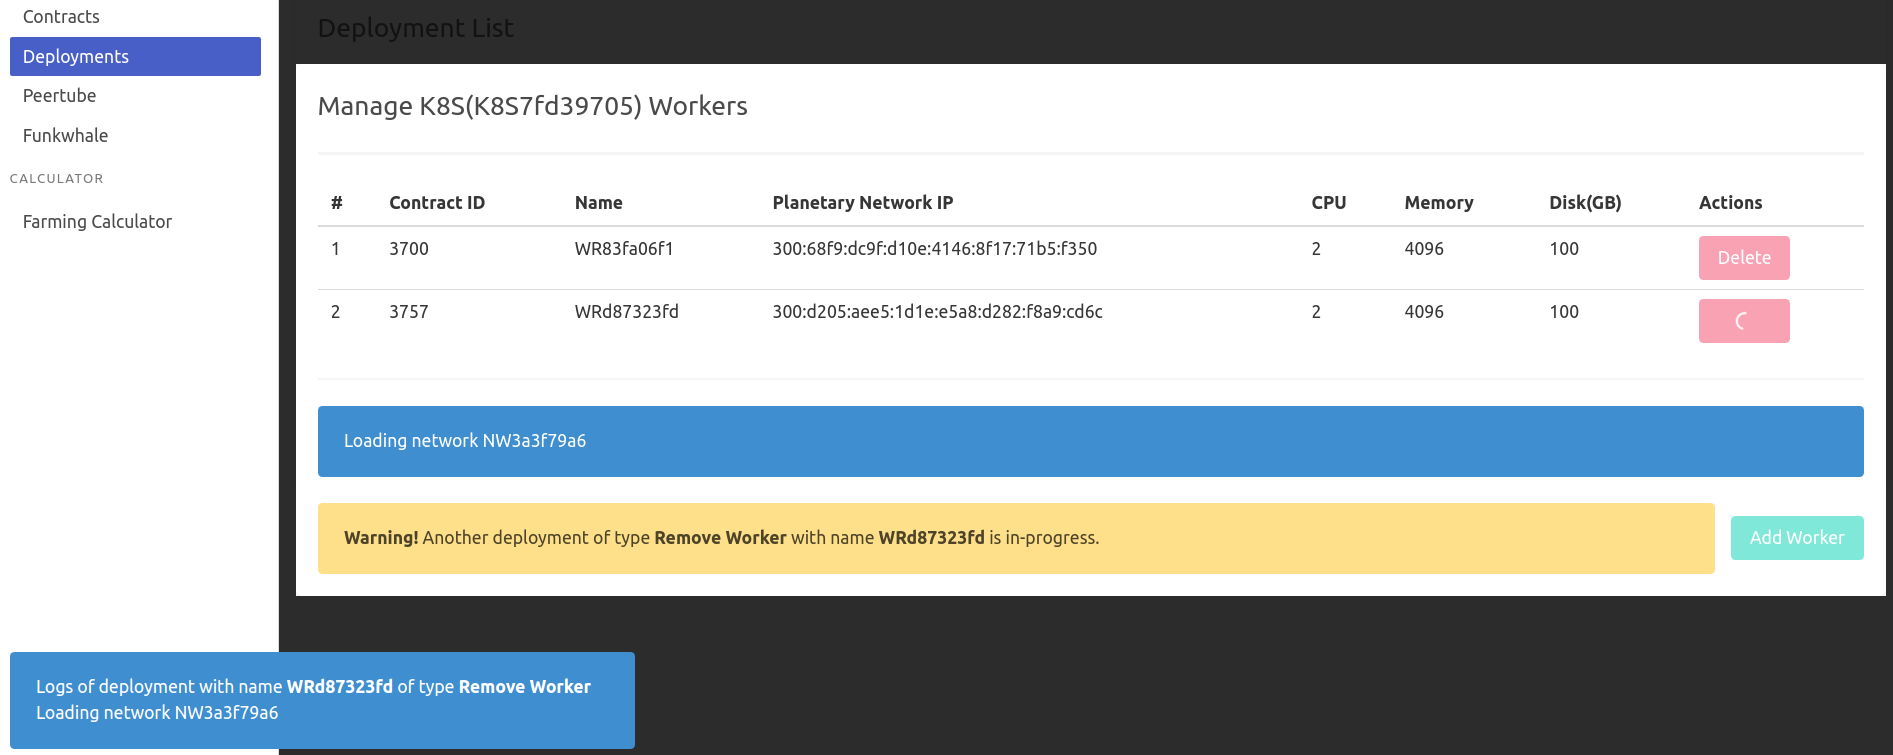 Contracts
Deployments
Peertube
Funkwhale
CALCULATOR
Farming Calculator
Deployment List
Manage K8S(K8S7fd39705) Workers
# Contract ID Name Planetary Network IP CPU Memory Disk(GB) Actions
1 3700 WR83fa06f1 300:68f9:dc9f:d10e:4146:8f17:71b5:f350 2 4096 100 Delete
2 3757 WRd87323fd 300:d205:aee5:1d1e:e5a8:d282:f8a9:cd6c 2 4096 100
Loading network NW3a3f79a6
Warning! Another deployment of type Remove Worker with name WRd87323fd is in-progress.
Add Worker
Logs of deployment with name WRd87323fd of type Remove Worker
Loading network NW3a3f79a6